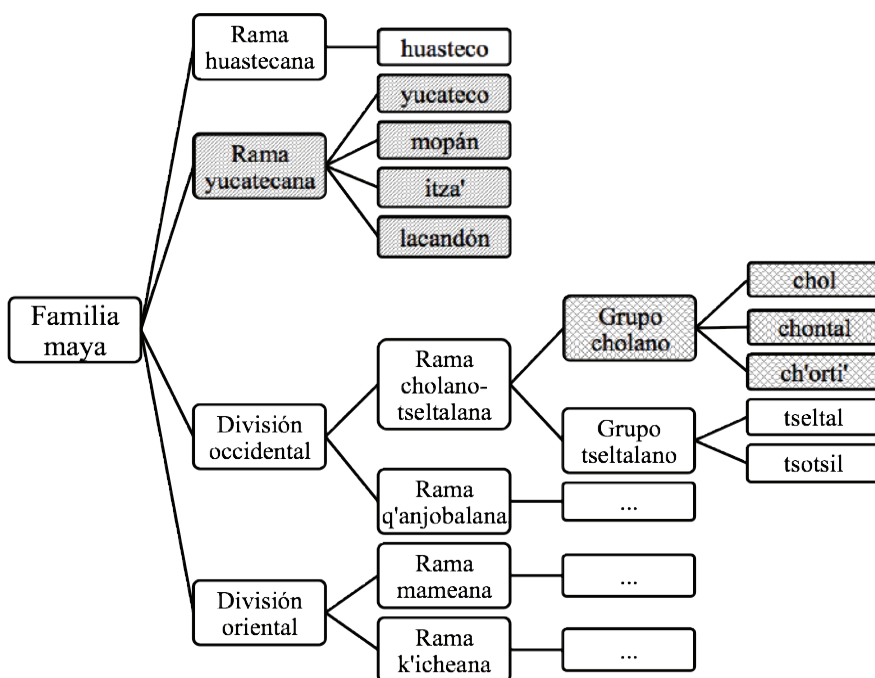 Rama
huastecana
huasteco
yucateco
Rama
yucatecana
mopán
itza'
lacandón
Familia
maya
División
occidental
Rama
cholano-
tseltalana
Grupo
cholano
chol
chontal
ch'orti'
Grupo
tseltalano
tseltal
tsotsil
Rama
q'anjobalana
...
División
oriental
Rama
mameana
...
Rama
k'icheana
...